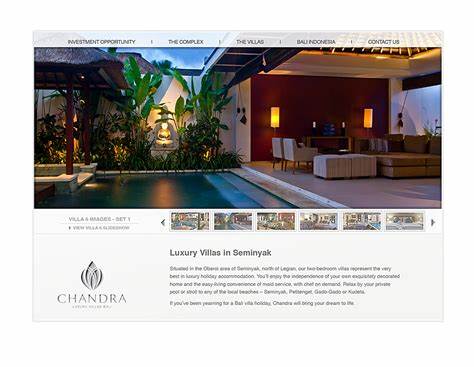 INVESTMENT OPPORTUNITY | THE COMPLEX | THE VILLAS | BALI INDONESIA | CONTACT US
VILLA 6 IMAGES - SET 1
VIEW VILLA 6 SLIDESHOW
Luxury Villas in Seminyak
Situated in the Oberoi area of Seminyak, north of Legian, our two-bedroom villas represent the very
best in luxury holiday accommodation. You'll enjoy the independence of your own exquisitely decorated
home and the easy-living convenience of maid service, with chef on demand. Relax by your private
pool or stroll to any of the local beaches – Seminyak, Petitenget, Gado-Gado or Kudeta.
If you've been yearning for a Bali villa holiday, Chandra will bring your dream to life.
CHANDRA
LUXURY VILLAS BALI